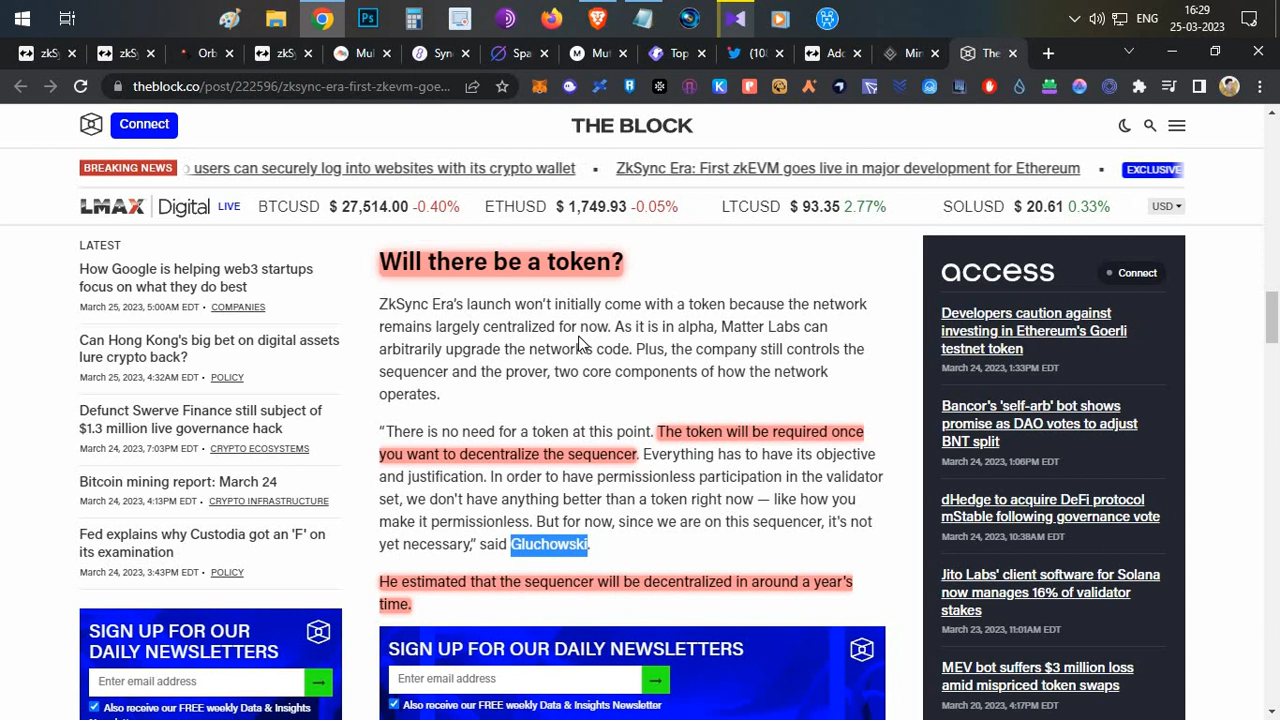 16:29
ENG
25-03-2023
zkSy
zkS
Orb
zkS
Mul
Syn
Spa
Mut
Top
(10
Add
Min
The
theblock.co/post/222596/zksync-era-first-zkevm-goe...
Connect
THE BLOCK
BREAKING NEWS
o users can securely log into websites with its crypto wallet
ZkSync Era: First zkEVM goes live in major development for Ethereum
EXCLUSIVE
LMAX Digital LIVE BTCUSD $ 27,514.00 -0.40% ETHUSD $ 1,749.93 -0.05% LTCUSD $ 93.35 2.77% SOLUSD $ 20.61 0.33% USD
LATEST
How Google is helping web3 startups
focus on what they do best
March 25, 2023, 5:00AM EDT • COMPANIES
Can Hong Kong's big bet on digital assets
lure crypto back?
March 25, 2023, 4:32AM EDT • POLICY
Defunct Swerve Finance still subject of
$1.3 million live governance hack
March 24, 2023, 7:03PM EDT • CRYPTO ECOSYSTEMS
Bitcoin mining report: March 24
March 24, 2023, 4:13PM EDT • CRYPTO INFRASTRUCTURE
Fed explains why Custodia got an 'F' on
its examination
March 24, 2023, 3:43PM EDT • POLICY
SIGN UP FOR OUR
DAILY NEWSLETTERS
Enter email address
Also receive our FREE weekly Data & Insights
Newsletter
Will there be a token?
ZkSync Era's launch won't initially come with a token because the network
remains largely centralized for now. As it is in alpha, Matter Labs can
arbitrarily upgrade the network's code. Plus, the company still controls the
sequencer and the prover, two core components of how the network
operates.
“There is no need for a token at this point. The token will be required once
you want to decentralize the sequencer. Everything has to have its objective
and justification. In order to have permissionless participation in the validator
set, we don't have anything better than a token right now — like how you
make it permissionless. But for now, since we are on this sequencer, it's not
yet necessary,” said Gluchowski.
He estimated that the sequencer will be decentralized in around a year's
time.
SIGN UP FOR OUR DAILY NEWSLETTERS
Enter email address
Also receive our FREE weekly Data & Insights Newsletter
access
Connect
Developers caution against
investing in Ethereum's Goerli
testnet token
March 24, 2023, 1:33PM EDT
Bancor's 'self-arb' bot shows
promise as DAO votes to adjust
BNT split
March 24, 2023, 1:06PM EDT
dHedge to acquire DeFi protocol
mStable following governance vote
March 24, 2023, 11:10AM EDT
Jito Labs' client software for Solana
now manages 16% of validator
stakes
March 23, 2023, 11:01AM EDT
MEV bot suffers $3 million loss
amid mispriced token swaps
March 20, 2023, 4:17PM EDT